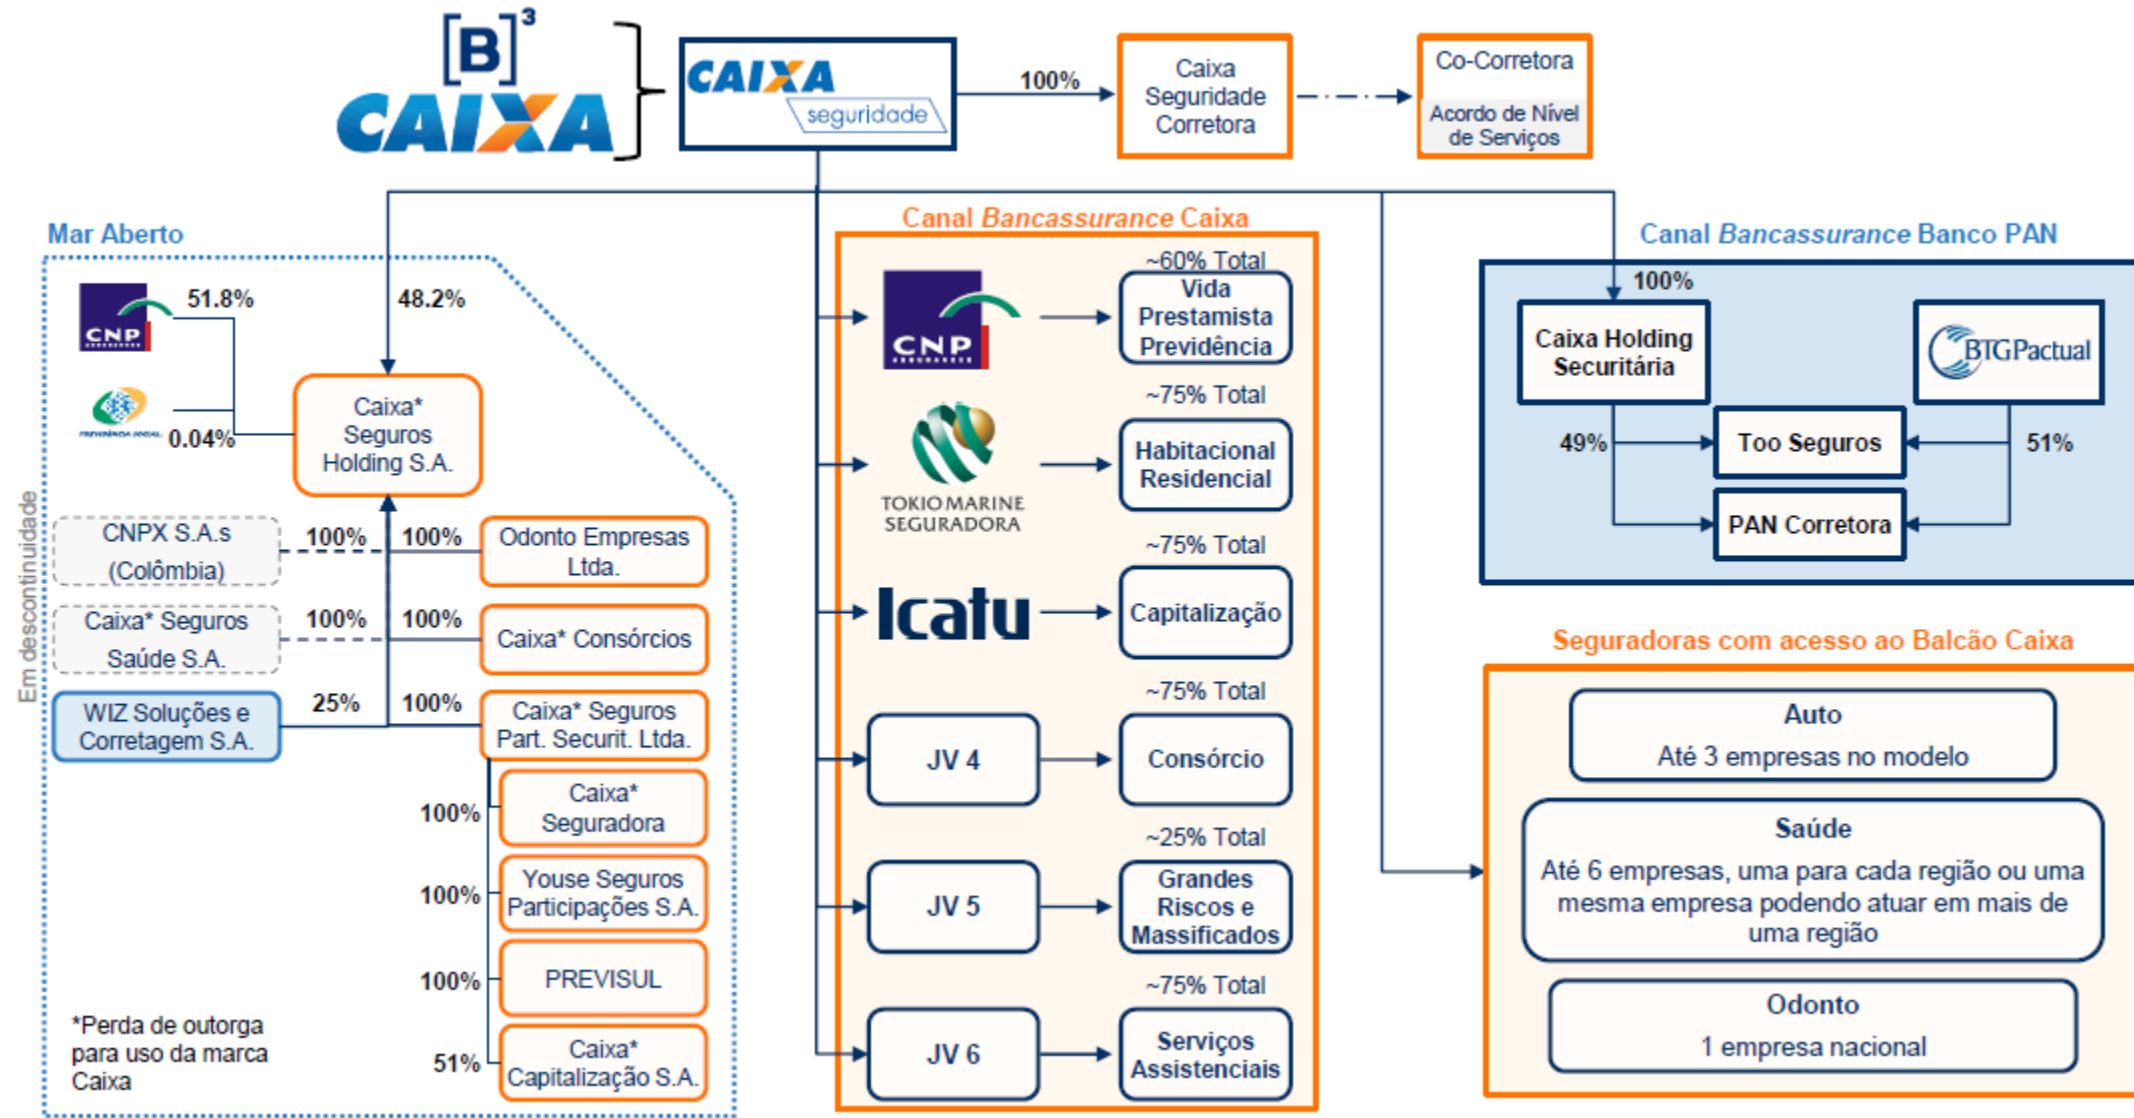 [B]³
CAIXA
CAIXA
seguridade
100%
Caixa
Seguridade
Corretora
Co-Corretora
Acordo de Nível
de Serviços
Mar Aberto
CNP
ASSURANCES
51.8%
48.2%
PREVIDÊNCIA SOCIAL
0.04%
Caixa*
Seguros
Holding S.A.
Em descontinuidade
CNPX S.A.s
(Colômbia)
100%
100%
Odonto Empresas
Ltda.
Caixa* Seguros
Saúde S.A.
100%
100%
Caixa* Consórcios
WIZ Soluções e
Corretagem S.A.
25%
100%
Caixa* Seguros
Part. Securit. Ltda.
100%
Caixa*
Seguradora
100%
Youse Seguros
Participações S.A.
100%
PREVISUL
51%
Caixa*
Capitalização S.A.
*Perda de outorga
para uso da marca
Caixa
Canal Bancassurance Caixa
CNP
ASSURANCES
~60% Total
Vida
Prestamista
Previdência
TOKIO MARINE
SEGURADORA
~75% Total
Habitacional
Residencial
Icatu
~75% Total
Capitalização
JV 4
~75% Total
Consórcio
JV 5
~25% Total
Grandes
Riscos e
Massificados
JV 6
~75% Total
Serviços
Assistenciais
Canal Bancassurance Banco PAN
100%
Caixa Holding
Securitária
BTGPactual
49%
Too Seguros
51%
PAN Corretora
Seguradoras com acesso ao Balcão Caixa
Auto
Até 3 empresas no modelo
Saúde
Até 6 empresas, uma para cada região ou uma
mesma empresa podendo atuar em mais de
uma região
Odonto
1 empresa nacional